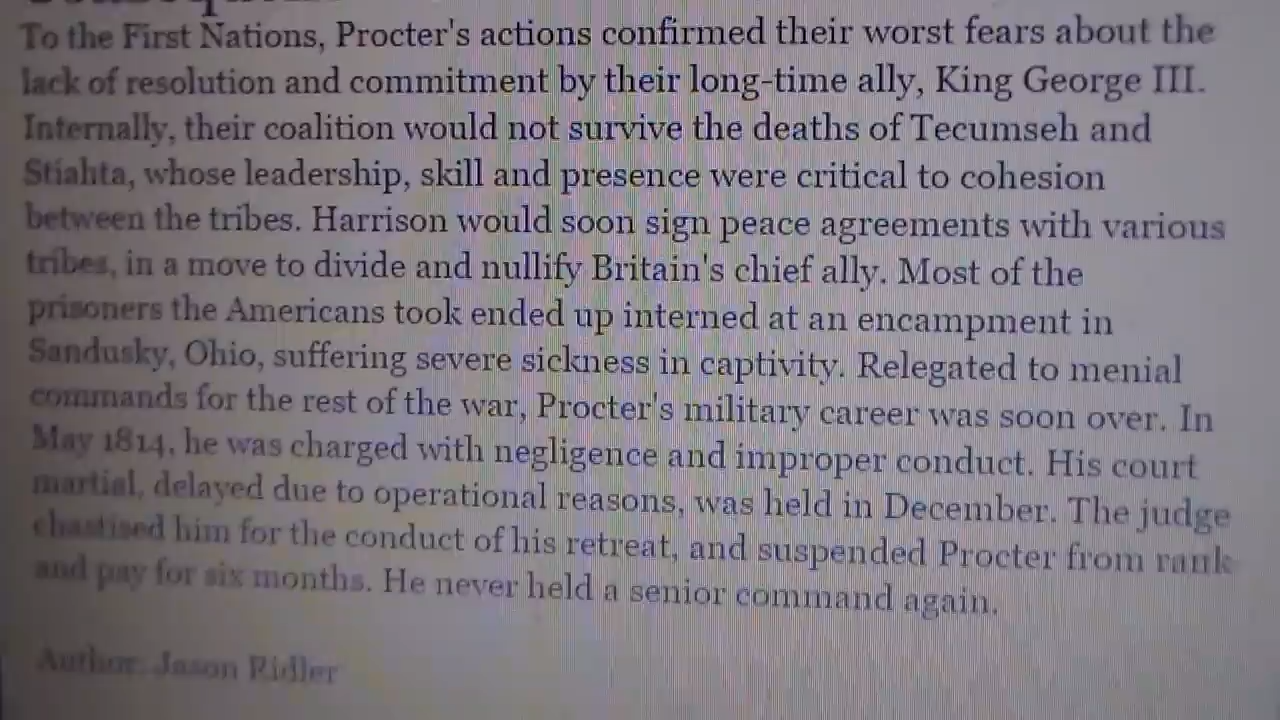 To the First Nations, Procter's actions confirmed their worst fears about the
lack of resolution and commitment by their long-time ally, King George III.
Internally, their coalition would not survive the deaths of Tecumseh and
Stiahta, whose leadership, skill and presence were critical to cohesion
between the tribes. Harrison would soon sign peace agreements with various
tribes, in a move to divide and nullify Britain's chief ally. Most of the
prisoners the Americans took ended up interned at an encampment in
Sandusky, Ohio, suffering severe sickness in captivity. Relegated to menial
commands for the rest of the war, Procter's military career was soon over. In
May 1814, he was charged with negligence and improper conduct. His court
martial, delayed due to operational reasons, was held in December. The judge
chastised him for the conduct of his retreat, and suspended Procter from rank
and pay for six months. He never held a senior command again.
Author: Jason Ridler